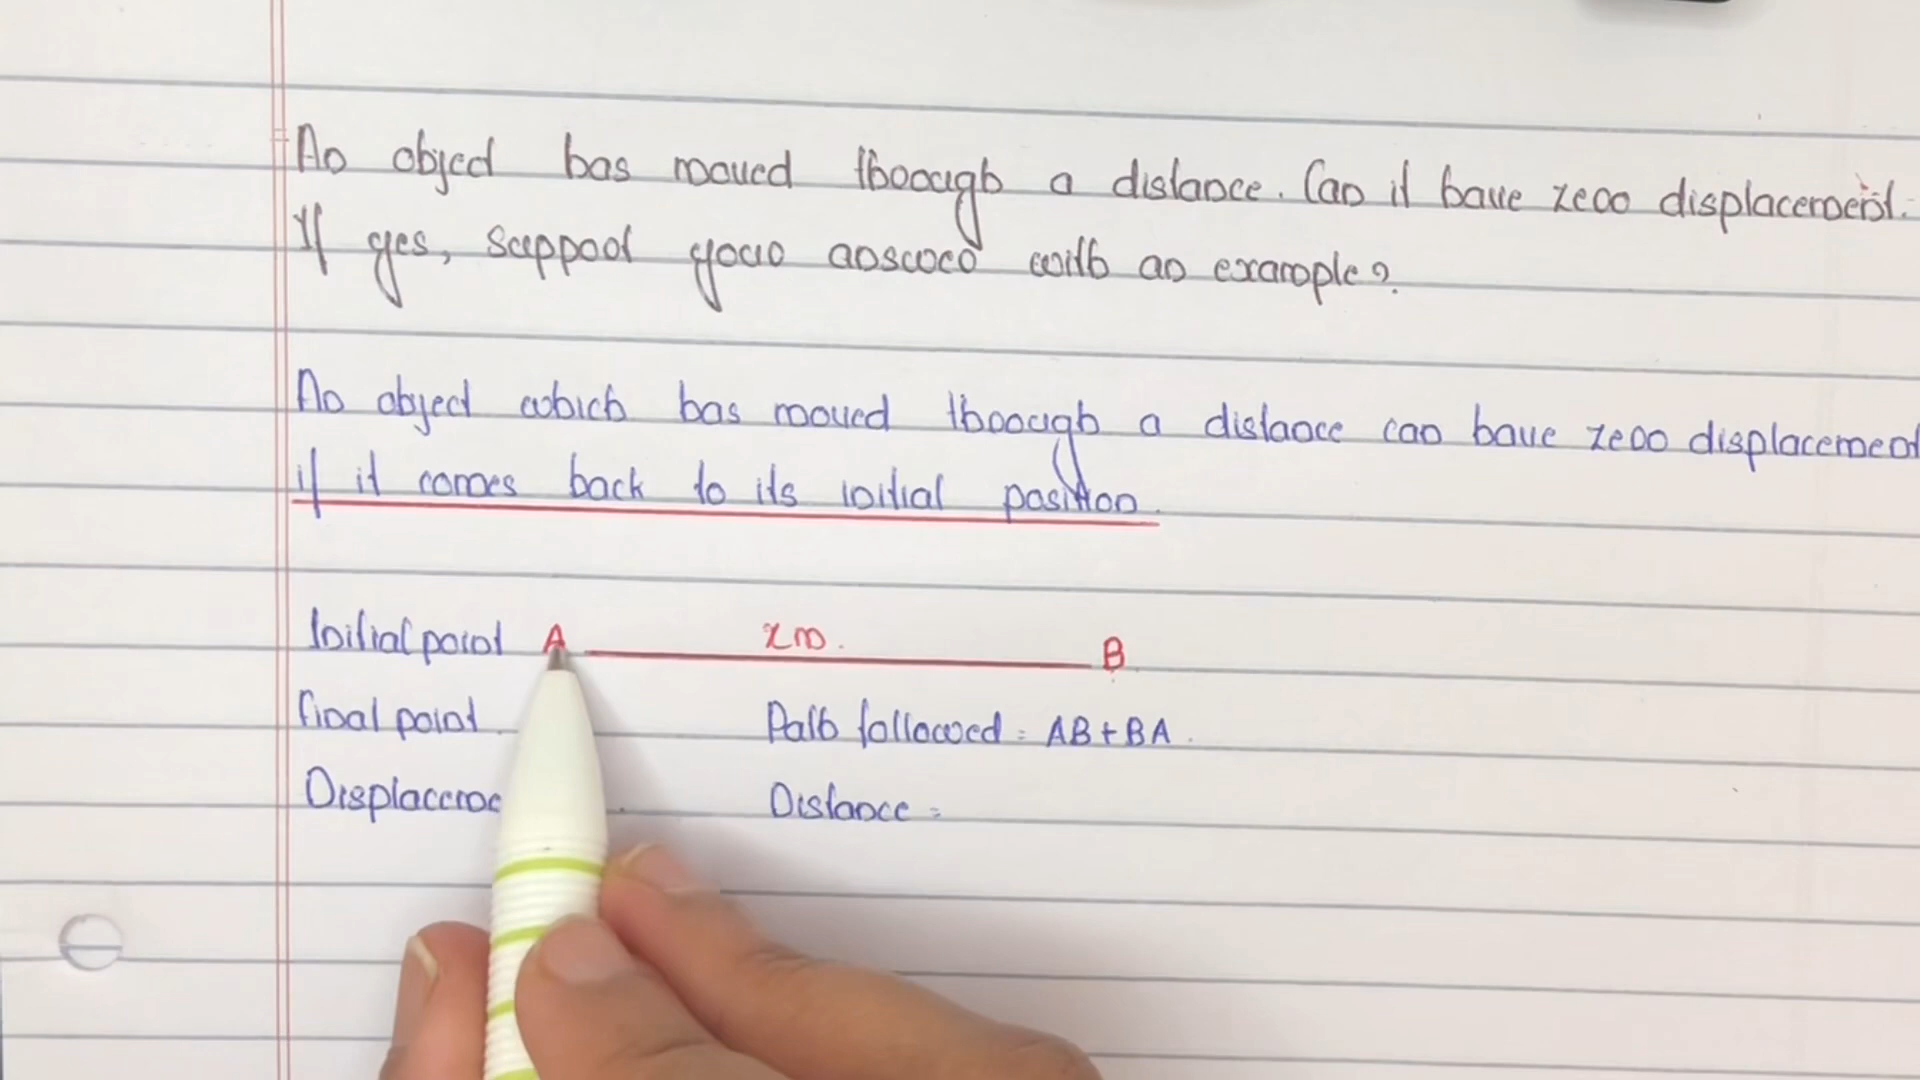 An object has moved through a distance. Can it have zero displacement.
If yes, support your answer with an example?
An object which has moved through a distance can have zero displacement
if it comes back to its initial position.
Initial point A xm. B
final point Path followed = AB+BA.
Distance =